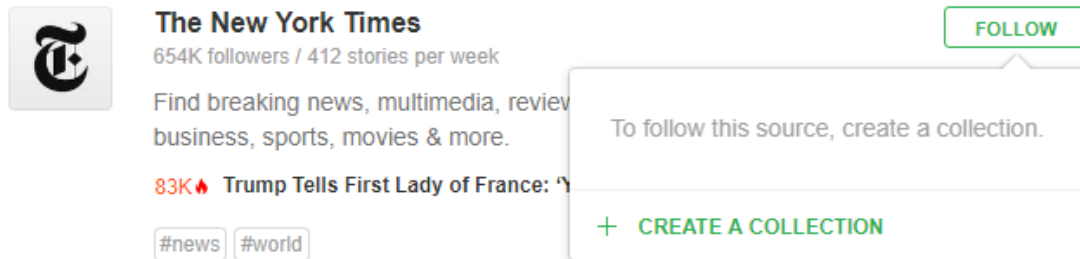 The New York Times
FOLLOW
654K followers / 412 stories per week
Find breaking news, multimedia,
business, sports, movies & more.
To follow this source, create a collection.
83K Trump Tells First Lady of France:
+ CREATE A COLLECTION
#news #world